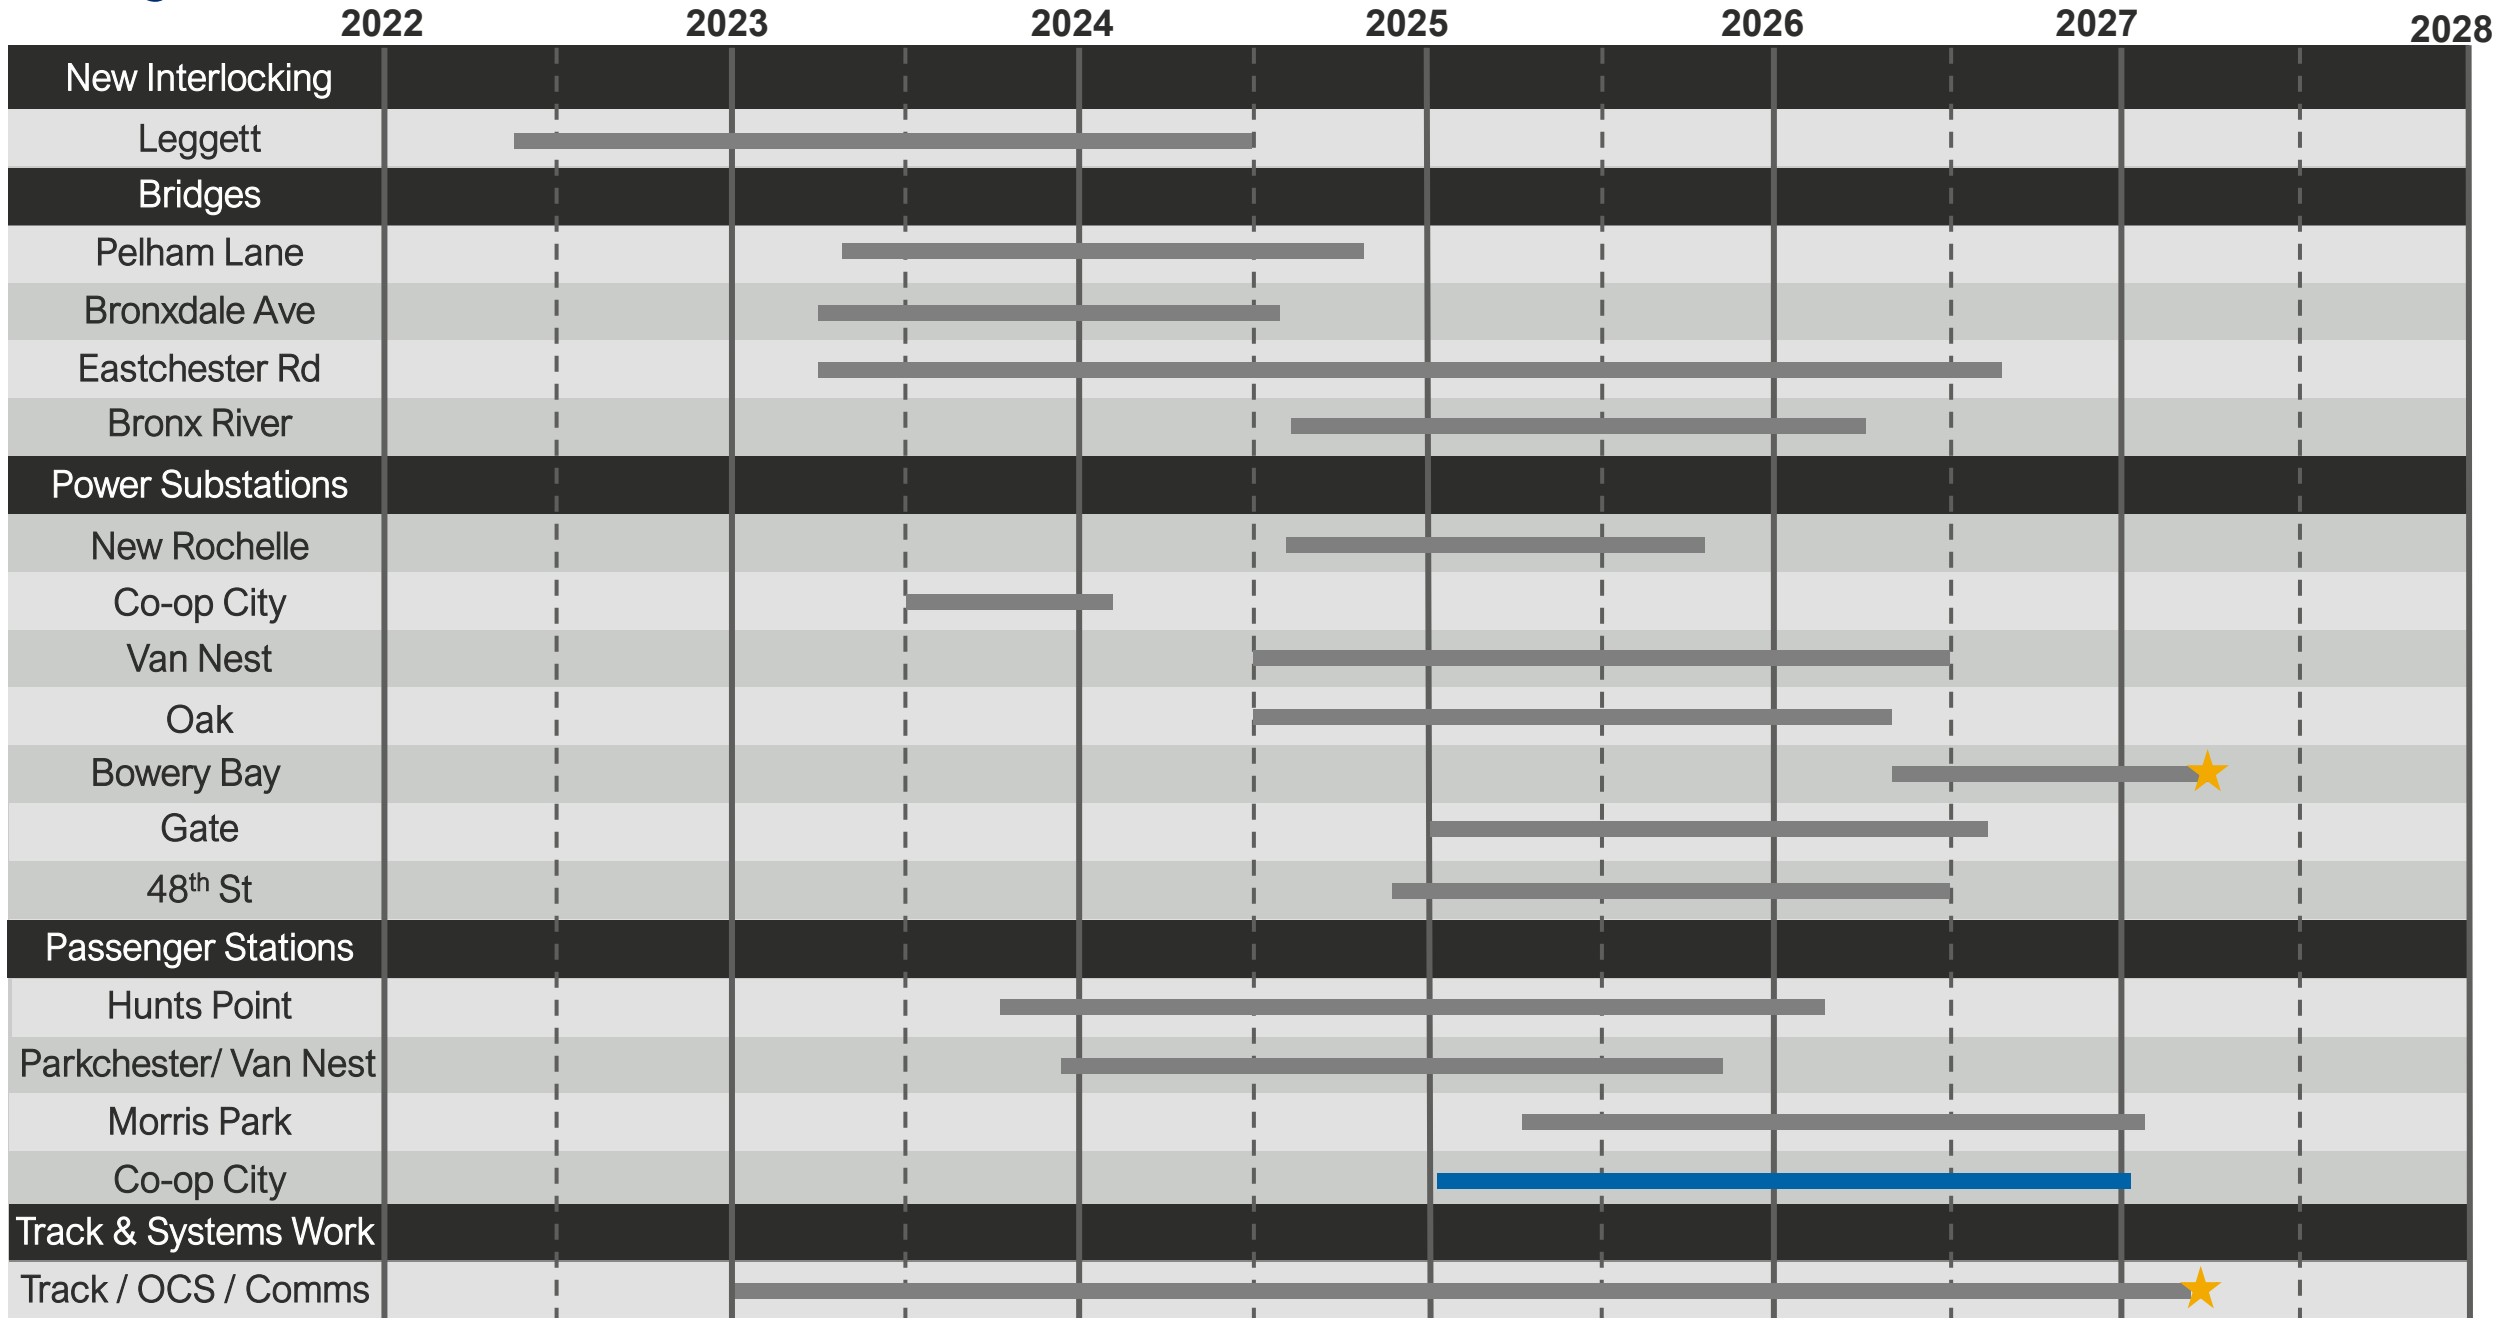 2022 2023 2024 2025 2026 2027 2028
New Interlocking
Leggett
Bridges
Pelham Lane
Bronxdale Ave
Eastchester Rd
Bronx River
Power Substations
New Rochelle
Co-op City
Van Nest
Oak
Bowery Bay
Gate
48th St
Passenger Stations
Hunts Point
Parkchester/ Van Nest
Morris Park
Co-op City
Track & Systems Work
Track / OCS / Comms